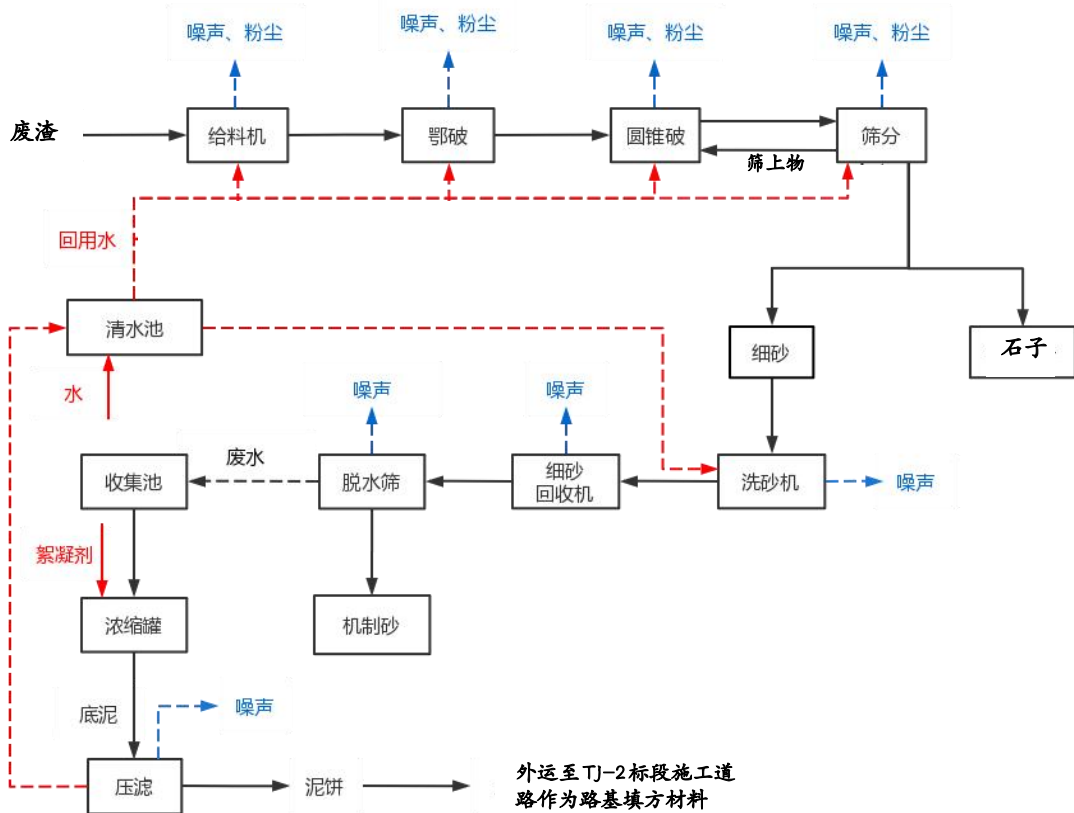 噪声、粉尘
噪声、粉尘
噪声、粉尘
噪声、粉尘
废渣
给料机
鄂破
圆锥破
筛分
筛上物
回用水
清水池
细砂
石子
水
噪声
噪声
废水
收集池
脱水筛
细砂
回收机
洗砂机
噪声
絮凝剂
浓缩罐
机制砂
底泥
噪声
压滤
泥饼
外运至TJ-2标段施工道
路作为路基填方材料